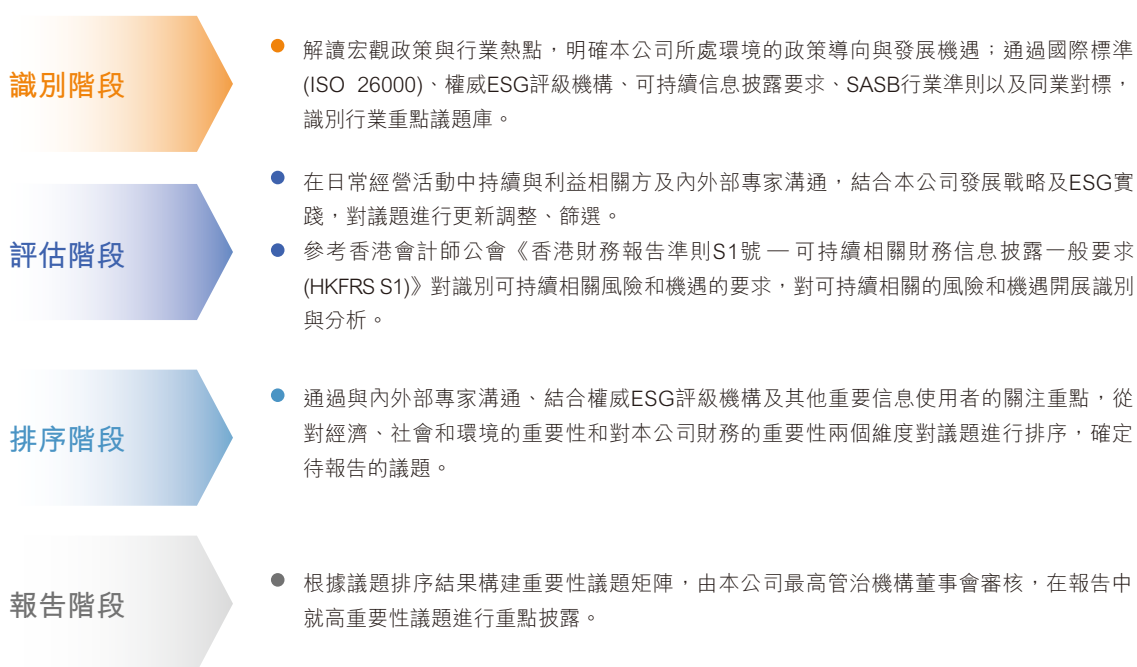 識別階段
解讀宏觀政策與行業熱點，明確本公司所處環境的政策導向與發展機遇；通過國際標準
(ISO 26000)、權威ESG評級機構、可持續信息披露要求、SASB行業準則以及同業對標，
識別行業重點議題庫。
評估階段
在日常經營活動中持續與利益相關方及內外部專家溝通，結合本公司發展戰略及ESG實
踐，對議題進行更新調整、篩選。
參考香港會計師公會《香港財務報告準則S1號 — 可持續相關財務信息披露一般要求
(HKFRS S1)》對識別可持續相關風險和機遇的要求，對可持續相關的風險和機遇開展識別
與分析。
排序階段
通過與內外部專家溝通、結合權威ESG評級機構及其他重要信息使用者的關注重點，從
對經濟、社會和環境的重要性和對本公司財務的重要性兩個維度對議題進行排序，確定
待報告的議題。
報告階段
根據議題排序結果構建重要性議題矩陣，由本公司最高管治機構董事會審核，在報告中
就高重要性議題進行重點披露。